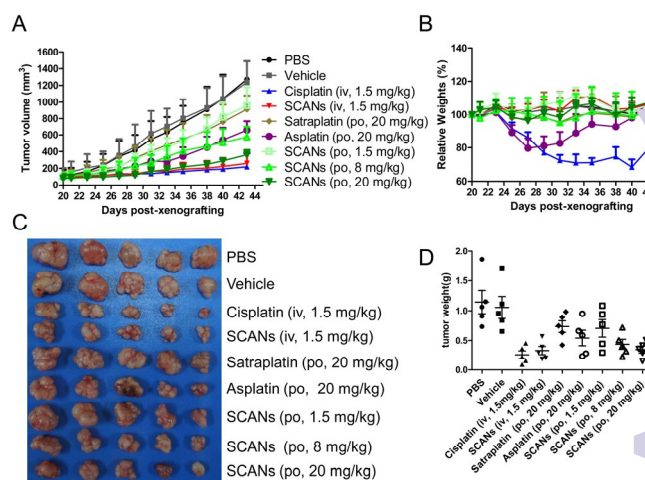 A
Tumor volume (mm³)
1600
1400
1200
1000
800
600
400
200
0
20 22 24 26 28 30 32 34 36 38 40 42 44
Days post-xenografting
PBS
Vehicle
Cisplatin (iv, 1.5 mg/kg)
SCANs (iv, 1.5 mg/kg)
Satraplatin (po, 20 mg/kg)
Asplatin (po, 20 mg/kg)
SCANs (po, 1.5 mg/kg)
SCANs (po, 8 mg/kg)
SCANs (po, 20 mg/kg)
B
Relative Weights (%)
140
120
100
80
60
20 22 24 26 28 30 32 34 36 38 40
Days post-xenografting
C
PBS
Vehicle
Cisplatin (iv, 1.5 mg/kg)
SCANs (iv, 1.5 mg/kg)
Satraplatin (po, 20 mg/kg)
Asplatin (po, 20 mg/kg)
SCANs (po, 1.5 mg/kg)
SCANs (po, 8 mg/kg)
SCANs (po, 20 mg/kg)
D
tumor weight(g)
2.0
1.5
1.0
0.5
0.0
PBS
Vehicle
Cisplatin (iv, 1.5mg/kg)
SCANs (iv, 1.5 mg/kg)
Satraplatin (po, 20 mg/kg)
Asplatin (po, 20 mg/kg)
SCANs (po, 1.5 mg/kg)
SCANs (po, 8 mg/kg)
SCANs (po, 20 mg/kg)